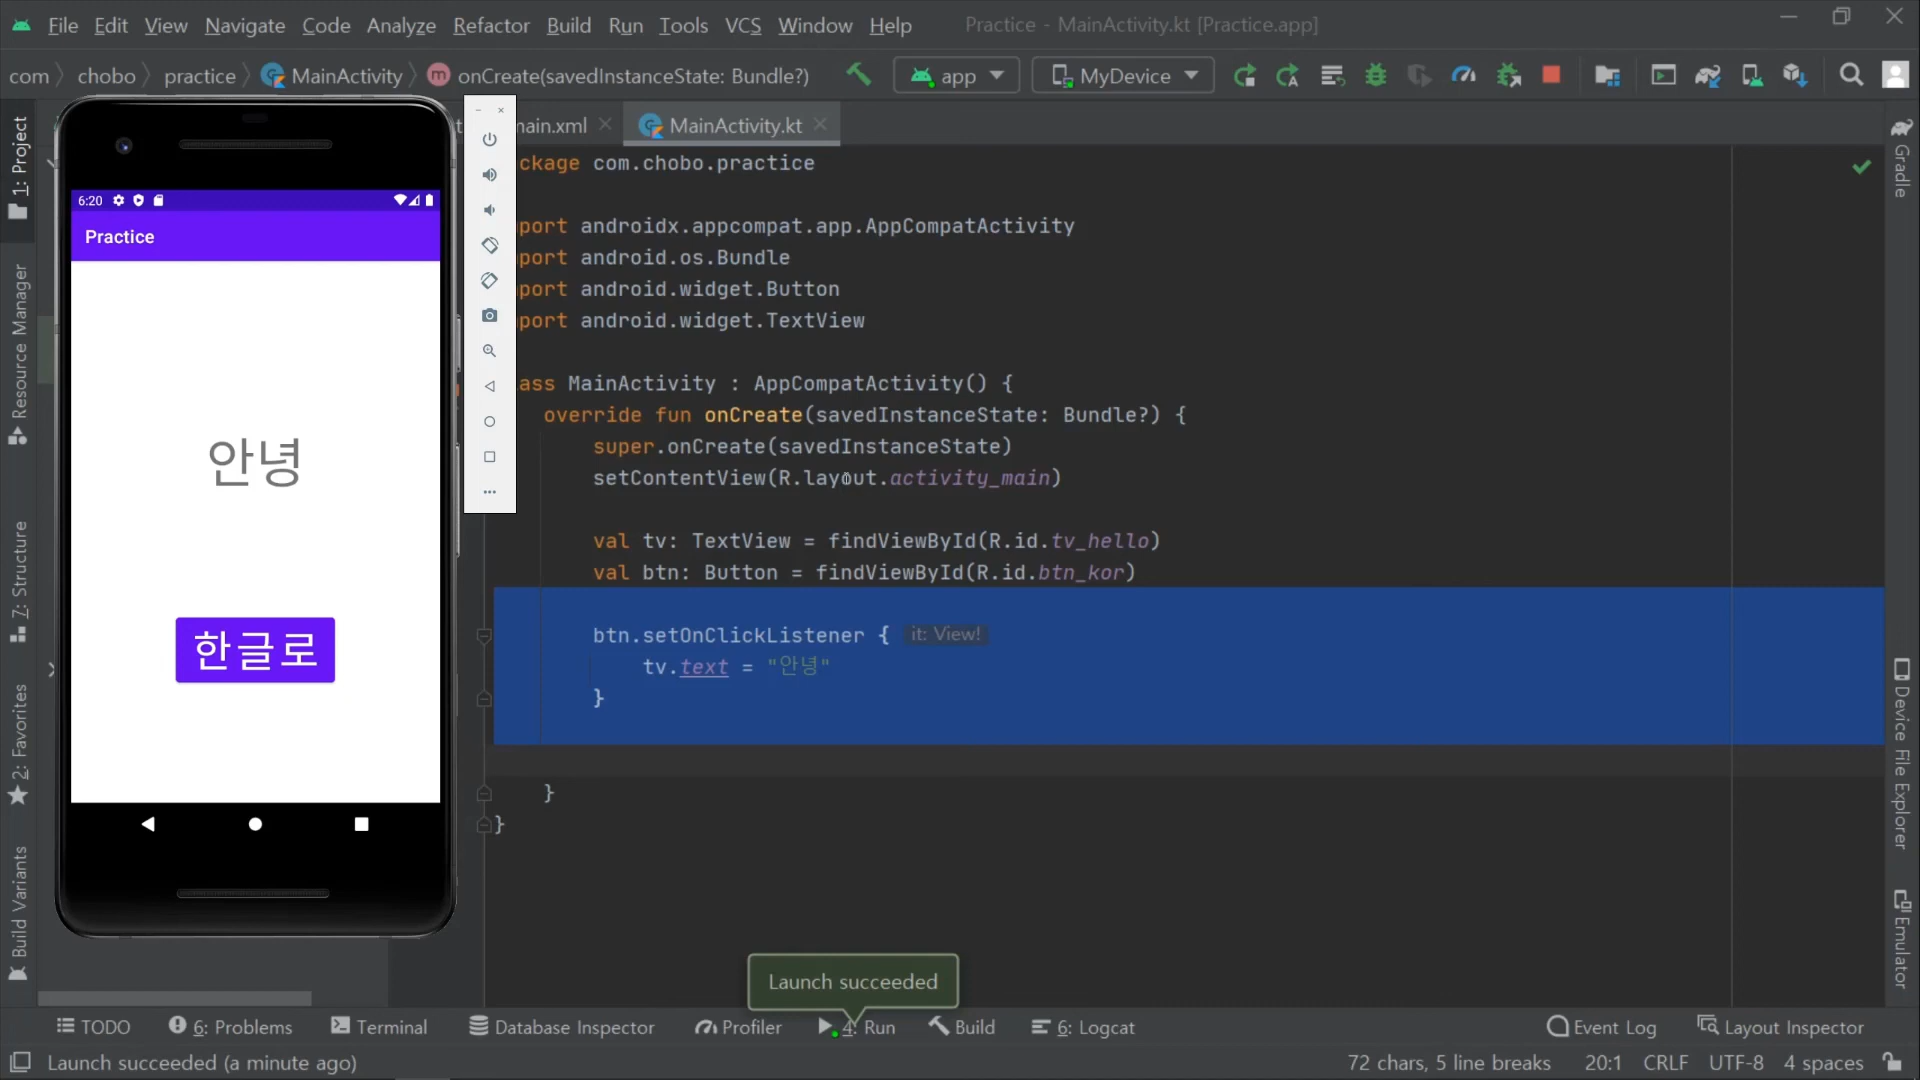 File Edit View Navigate Code Analyze Refactor Build Run Tools VCS Window Help Practice - MainActivity.kt [Practice.app]
com chobo practice MainActivity m onCreate(savedInstanceState: Bundle?) app MyDevice
main.xml MainActivity.kt
1: Project
Resource Manager
7: Structure
2: Favorites
Build Variants
6:20
Practice
안녕
한글로
ckage com.chobo.practice
port androidx.appcompat.app.AppCompatActivity
port android.os.Bundle
port android.widget.Button
port android.widget.TextView
ass MainActivity : AppCompatActivity() {
override fun onCreate(savedInstanceState: Bundle?) {
super.onCreate(savedInstanceState)
setContentView(R.layout.activity_main)
val tv: TextView = findViewById(R.id.tv_hello)
val btn: Button = findViewById(R.id.btn_kor)
btn.setOnClickListener { it: View!
tv.text = "안녕"
}
}
}
Gradle
Device File Explorer
Emulator
Launch succeeded
TODO 6: Problems Terminal Database Inspector Profiler 4: Run Build 6: Logcat Event Log Layout Inspector
Launch succeeded (a minute ago) 72 chars, 5 line breaks 20:1 CRLF UTF-8 4 spaces